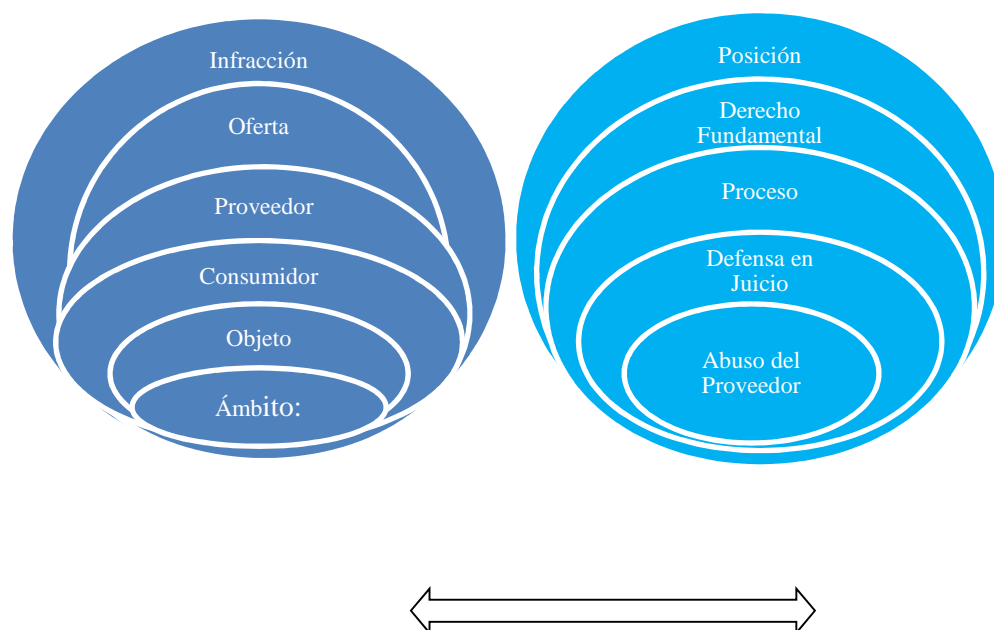 Infracción
Oferta
Proveedor
Consumidor
Objeto
Ámbito:
Posición
Derecho
Fundamental
Proceso
Defensa en
Juicio
Abuso del
Proveedor